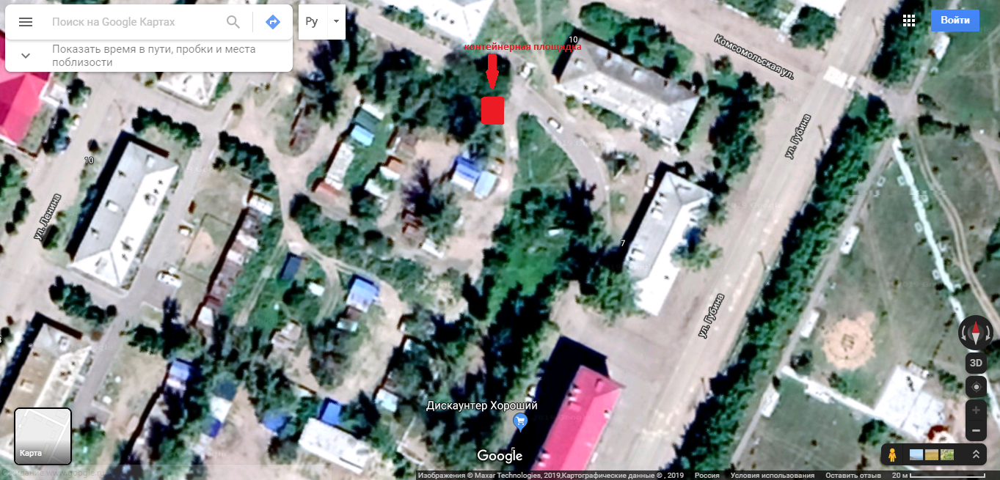 Поиск на Google Картах
Ру
Войти
Показать время в пути, пробки и места
поблизости
10
контейнерная площадка
Комсомольская ул.
ул. Губина
10
ул. Ленина
7
ул. Губина
3D
Дискаунтер Хороший
5
Карта
Google
Изображения © Maxar Technologies, 2019,Картографические данные © , 2019 Россия Условия использования Оставить отзыв 20 м